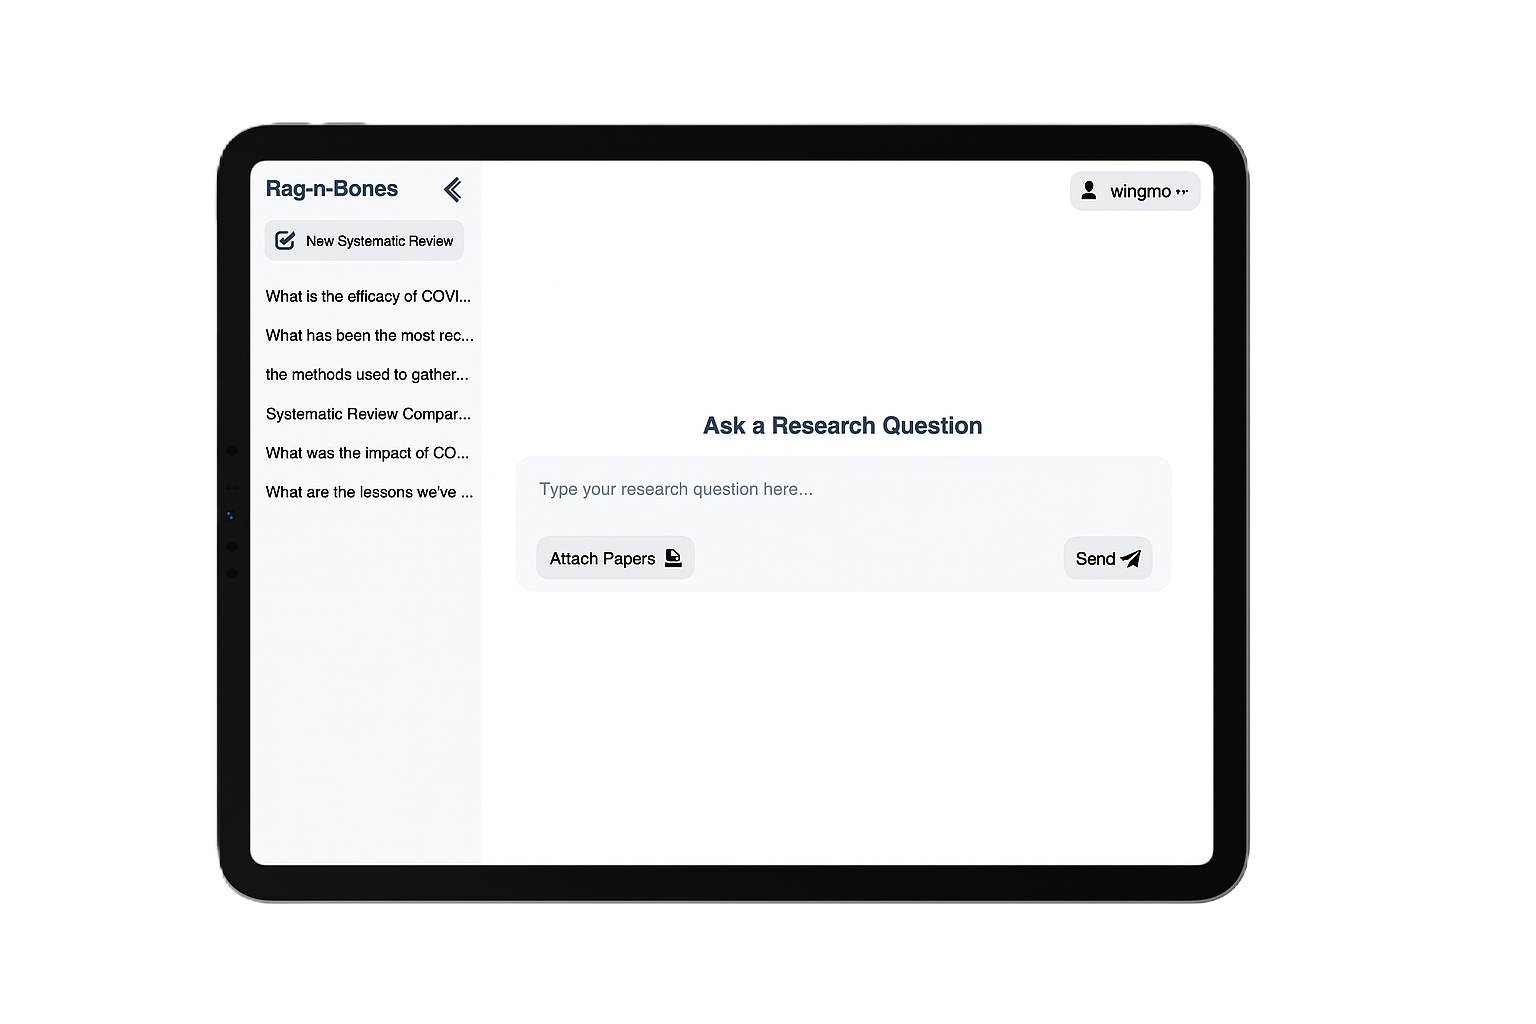 Rag-n-Bones
wingmo
New Systematic Review
What is the efficacy of COVI...
What has been the most rec...
the methods used to gather...
Systematic Review Compar...
What was the impact of CO...
What are the lessons we've ...
Ask a Research Question
Type your research question here...
Attach Papers
Send